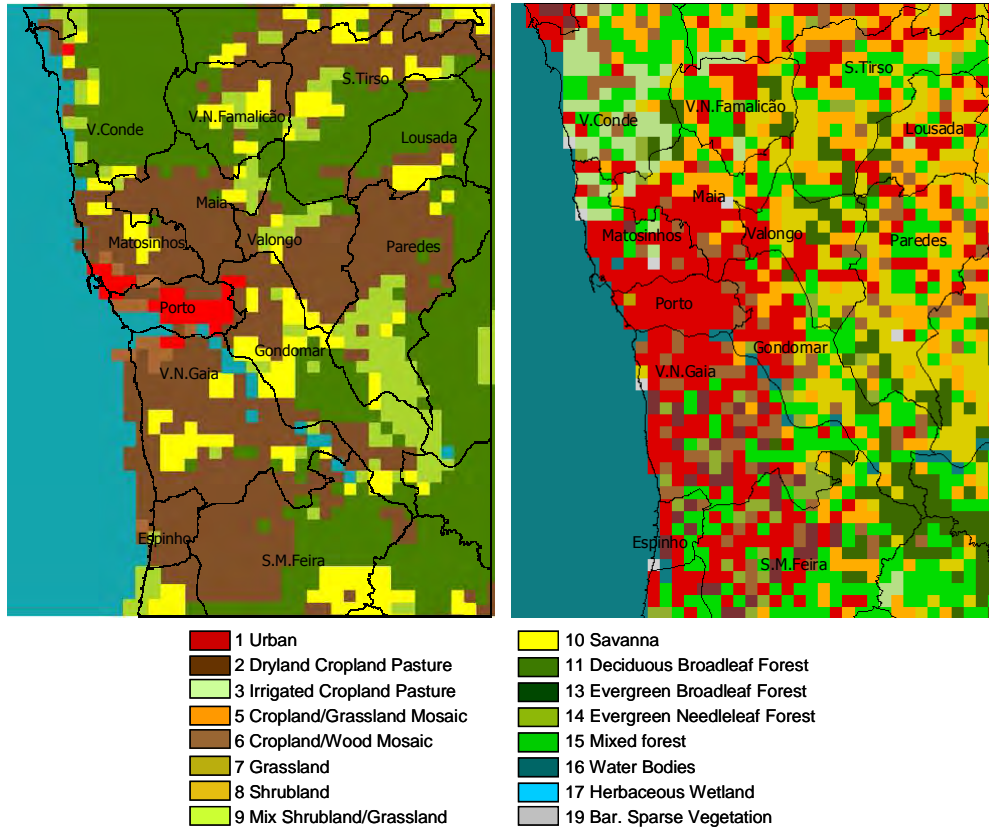 S.Tirso
V.N.Famalicão
V.Conde
Lousada
Maia
Matosinhos
Valongo
Paredes
Porto
Gondomar
V.N.Gaia
Espinho
S.M.Feira
S.Tirso
V.N.Famalicão
V.Conde
Lousada
Maia
Matosinhos
Valongo
Paredes
Porto
Gondomar
V.N.Gaia
Espinho
S.M.Feira
1 Urban
2 Dryland Cropland Pasture
3 Irrigated Cropland Pasture
5 Cropland/Grassland Mosaic
6 Cropland/Wood Mosaic
7 Grassland
8 Shrubland
9 Mix Shrubland/Grassland
10 Savanna
11 Deciduous Broadleaf Forest
13 Evergreen Broadleaf Forest
14 Evergreen Needleleaf Forest
15 Mixed forest
16 Water Bodies
17 Herbaceous Wetland
19 Bar. Sparse Vegetation